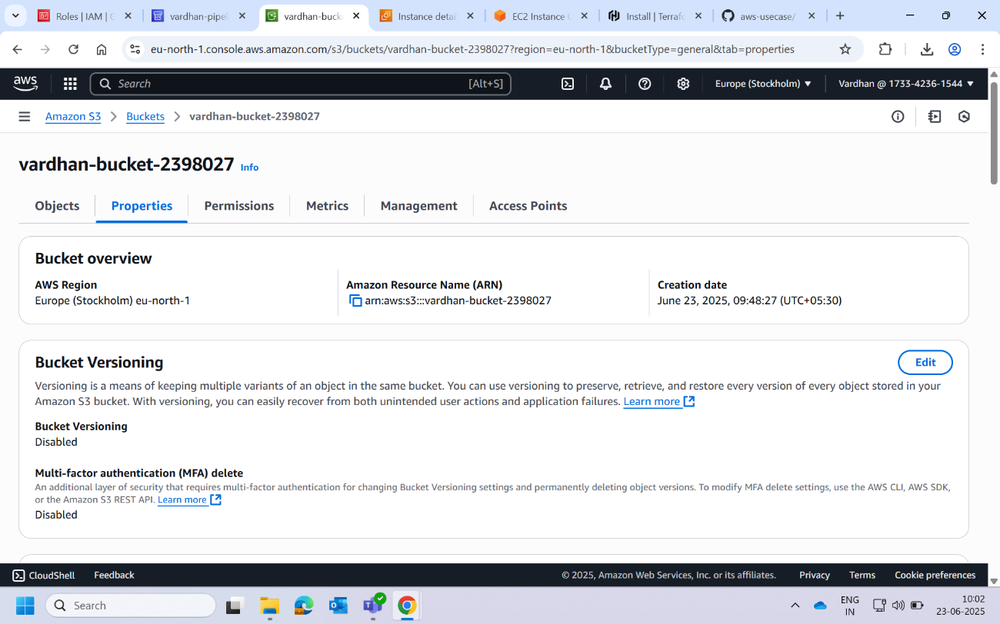 Roles | IAM | G
vardhan-pipel
vardhan-buck
Instance detai
EC2 Instance C
Install | Terrafo
aws-usecase/
eu-north-1.console.aws.amazon.com/s3/buckets/vardhan-bucket-2398027?region=eu-north-1&bucketType=general&tab=properties
aws
Search
[Alt+S]
Europe (Stockholm)
Vardhan @ 1733-4236-1544
Amazon S3 > Buckets > vardhan-bucket-2398027
vardhan-bucket-2398027 Info
Objects
Properties
Permissions
Metrics
Management
Access Points
Bucket overview
AWS Region
Europe (Stockholm) eu-north-1
Amazon Resource Name (ARN)
arn:aws:s3:::vardhan-bucket-2398027
Creation date
June 23, 2025, 09:48:27 (UTC+05:30)
Bucket Versioning
Edit
Versioning is a means of keeping multiple variants of an object in the same bucket. You can use versioning to preserve, retrieve, and restore every version of every object stored in your
Amazon S3 bucket. With versioning, you can easily recover from both unintended user actions and application failures. Learn more
Bucket Versioning
Disabled
Multi-factor authentication (MFA) delete
An additional layer of security that requires multi-factor authentication for changing Bucket Versioning settings and permanently deleting object versions. To modify MFA delete settings, use the AWS CLI, AWS SDK,
or the Amazon S3 REST API. Learn more
Disabled
CloudShell
Feedback
© 2025, Amazon Web Services, Inc. or its affiliates.
Privacy
Terms
Cookie preferences
Search
ENG
IN
10:02
23-06-2025